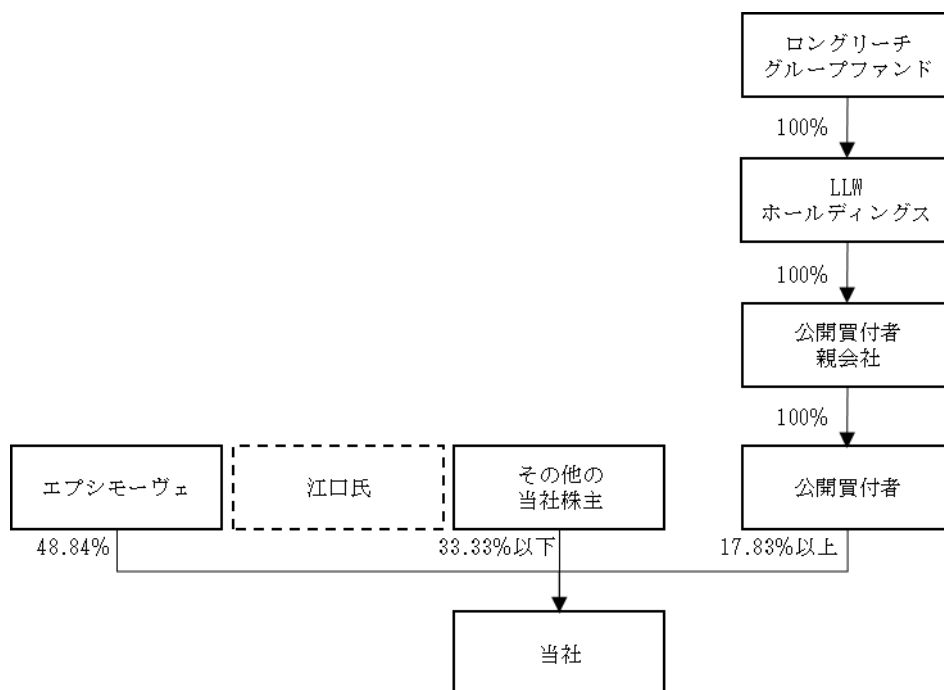 ロングリーチ
グループファンド
100%
LLW
ホールディングス
100%
公開買付者
親会社
100%
エプシモーヴェ
江口氏
その他の
当社株主
公開買付者
48.84%
33.33%以下
17.83%以上
当社